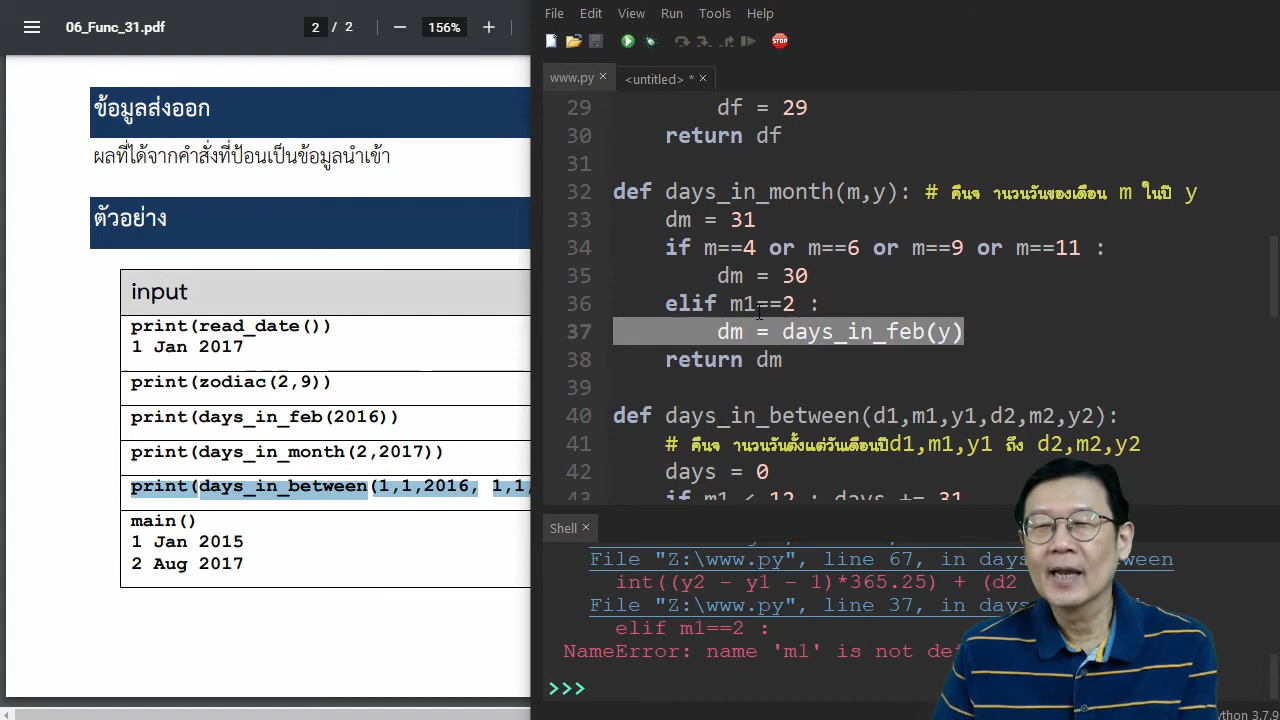 06_Func_31.pdf
2 / 2
156%
ข้อมูลส่งออก
ผลที่ได้จากคำสั่งที่ป้อนเป็นข้อมูลนำเข้า
ตัวอย่าง
input
print(read_date())
1 Jan 2017
print(zodiac(2,9))
print(days_in_feb(2016))
print(days_in_month(2,2017))
print(days_in_between(1,1,2016, 1,1,
main()
1 Jan 2015
2 Aug 2017
File Edit View Run Tools Help
STOP
www.py × <untitled> * ×
29 df = 29
30 return df
31
32 def days_in_month(m,y): # คืนจ านวนวันของเดือน m ในปี y
33 dm = 31
34 if m==4 or m==6 or m==9 or m==11 :
35 dm = 30
36 elif m1==2 :
37 dm = days_in_feb(y)
38 return dm
39
40 def days_in_between(d1,m1,y1,d2,m2,y2):
41 # คืนจ านวนวันตั้งแต่วันเดือนปีd1,m1,y1 ถึง d2,m2,y2
42 days = 0
43 if m1 < 12 : days += 31
Shell ×
File "Z:\www.py", line 67, in days
int((y2 - y1 - 1)*365.25) + (d2
File "Z:\www.py", line 37, in days
elif m1==2 :
NameError: name 'm1' is not def
>>>
ython 3.7.9